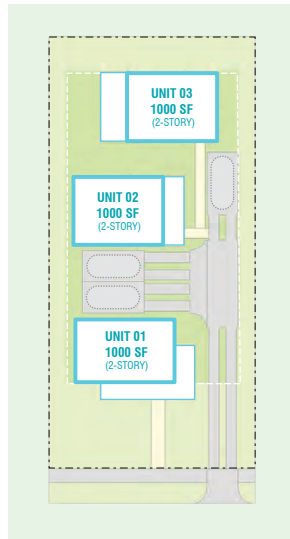 UNIT 03
1000 SF
(2-STORY)
UNIT 02
1000 SF
(2-STORY)
UNIT 01
1000 SF
(2-STORY)